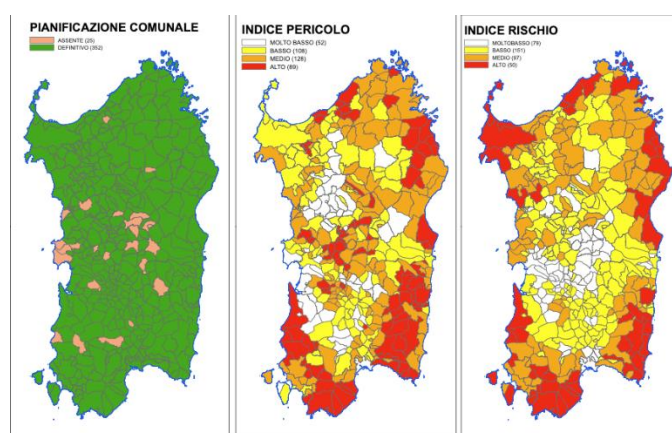 PIANIFICAZIONE COMUNALE
ASSENTE (25)
DEFINITIVO (352)
INDICE PERICOLO
MOLTO BASSO (52)
BASSO (108)
MEDIO (128)
ALTO (89)
INDICE RISCHIO
MOLTOBASSO (79)
BASSO (151)
MEDIO (97)
ALTO (50)